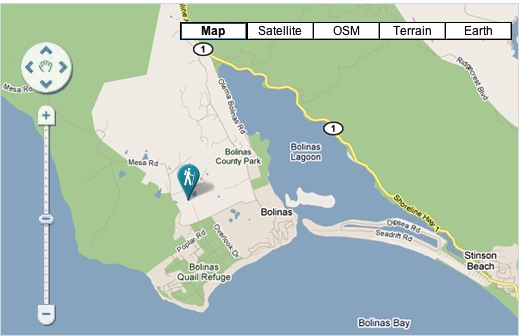 Map Satellite OSM Terrain Earth
1
Mesa Rd
Ridgecrest Blvd
Olema Bolinas Rd
1
Bolinas
County Park
Bolinas
Lagoon
Mesa Rd
Shoreline Hwy 1
Bolinas
Dipsea Rd
Seadrift Rd
Poplar Rd
Overlook Dr
Stinson
Beach
Bolinas
Quail Refuge
Bolinas Bay